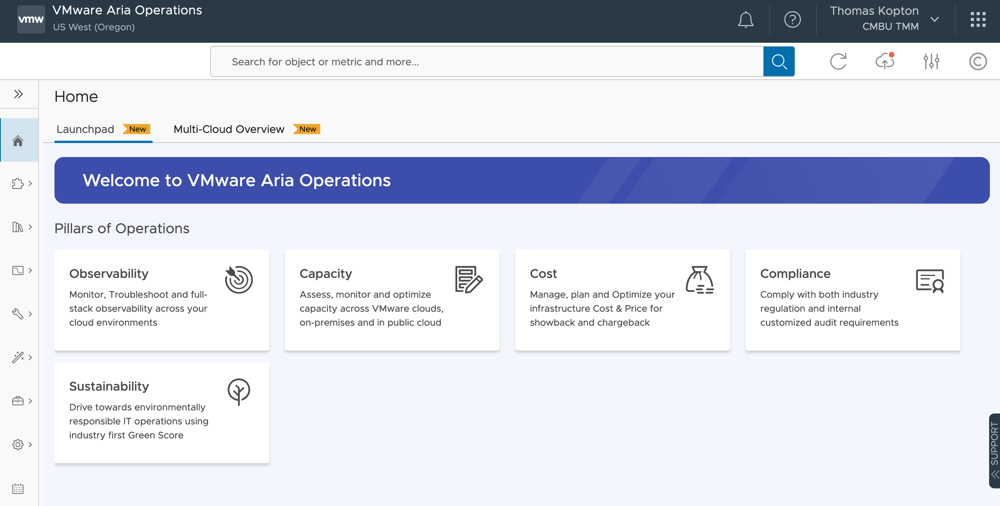 vmw
VMware Aria Operations
US West (Oregon)
Thomas Kopton
CMBU TMM
Search for object or metric and more...
Home
Launchpad
New
Multi-Cloud Overview
New
Welcome to VMware Aria Operations
Pillars of Operations
Observability
Monitor, Troubleshoot and full-
stack observability across your
cloud environments
Capacity
Assess, monitor and optimize
capacity across VMware clouds,
on-premises and in public cloud
Cost
Manage, plan and Optimize your
infrastructure Cost & Price for
showback and chargeback
Compliance
Comply with both industry
regulation and internal
customized audit requirements
Sustainability
Drive towards environmentally
responsible IT operations using
industry first Green Score
SUPPORT